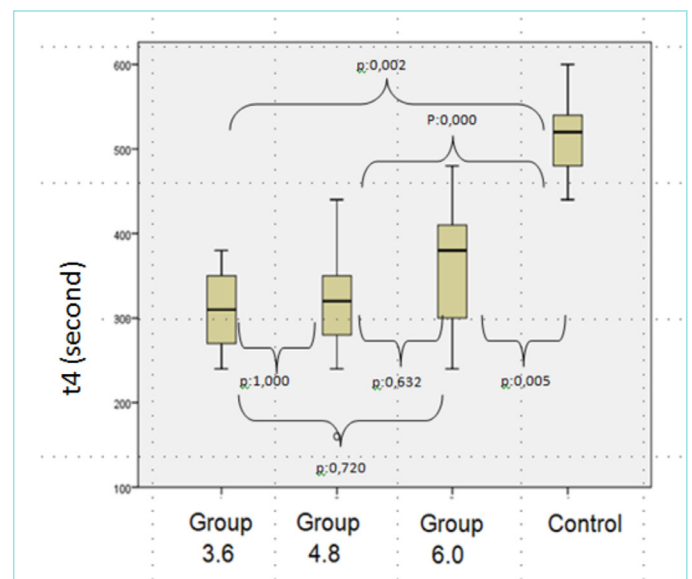 600
p:0,002
P:0,000
500
400
t4 (second)
300
p:1,000
p:0,632
p:0,005
200
p:0,720
100
Group 3.6
Group 4.8
Group 6.0
Control